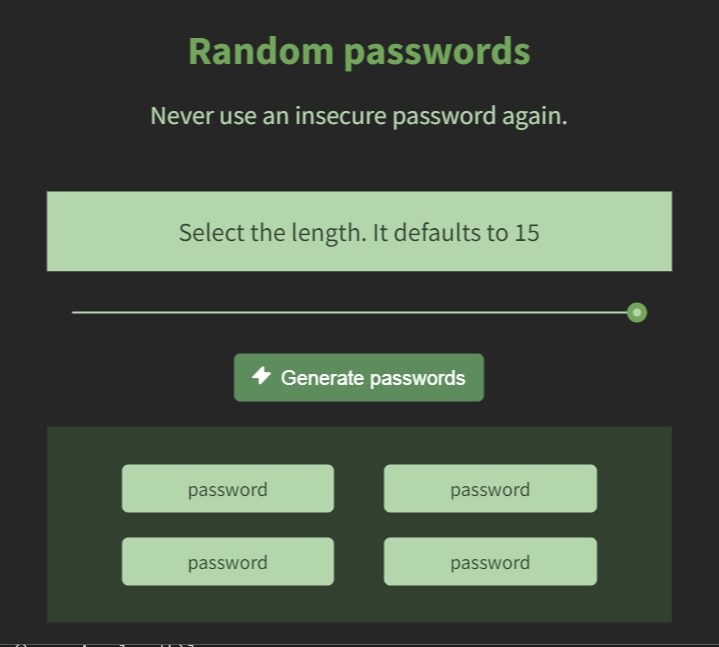 Random passwords
Never use an insecure password again.
Select the length. It defaults to 15
Generate passwords
password password
password password